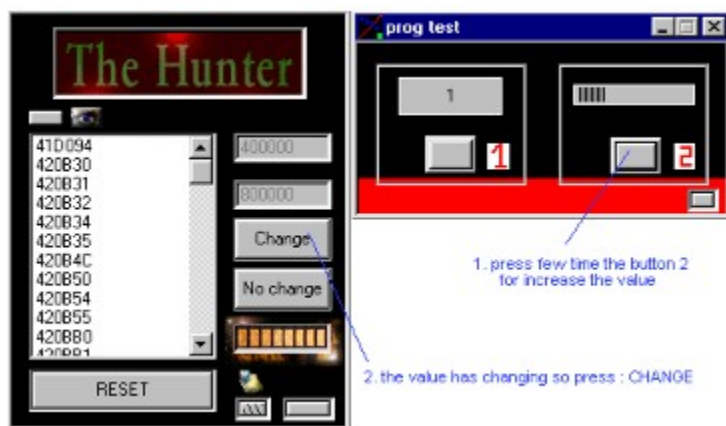 The Hunter
41D094
420B30
420B31
420B32
420B34
420B35
420B4C
420B50
420B54
420B55
420BB0
420BB1
400000
800000
Change
No change
RESET
prog test
1
1
2
1. press few time the button 2
for increase the value
2. the value has changing so press : CHANGE